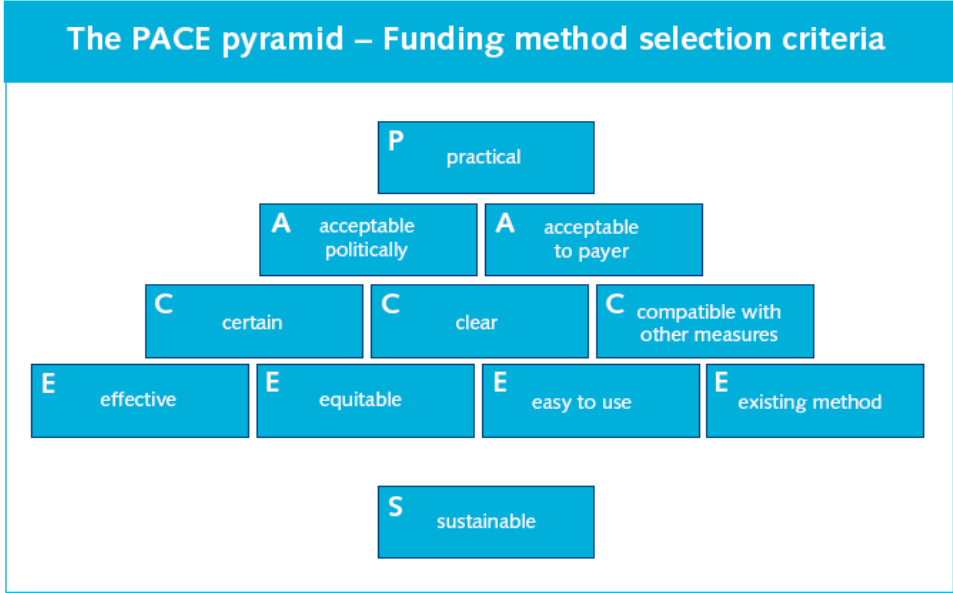 The PACE pyramid – Funding method selection criteria
P
practical
A
acceptable
politically
A
acceptable
to payer
C
certain
C
clear
C
compatible with
other measures
E
effective
E
equitable
E
easy to use
E
existing method
S
sustainable